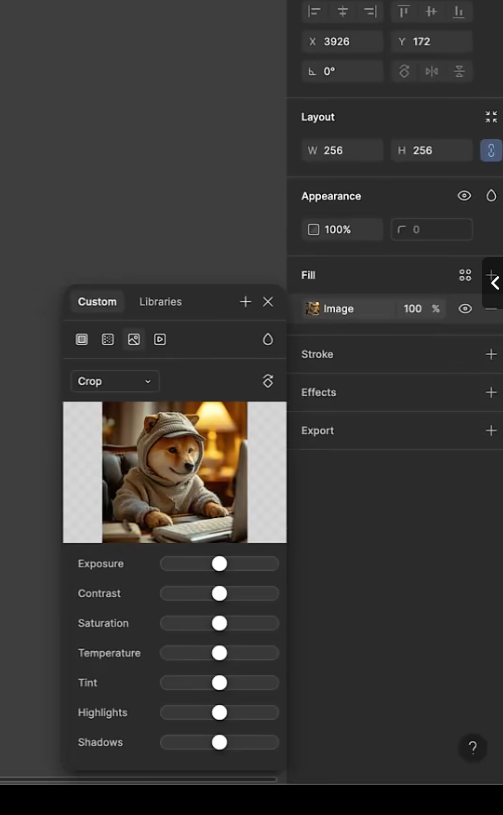 X 3926 Y 172
0°
Layout
W 256 H 256
Appearance
100% 0
Fill
Custom Libraries
Image 100 %
Stroke
Crop
Effects
Export
Exposure
Contrast
Saturation
Temperature
Tint
Highlights
Shadows
?